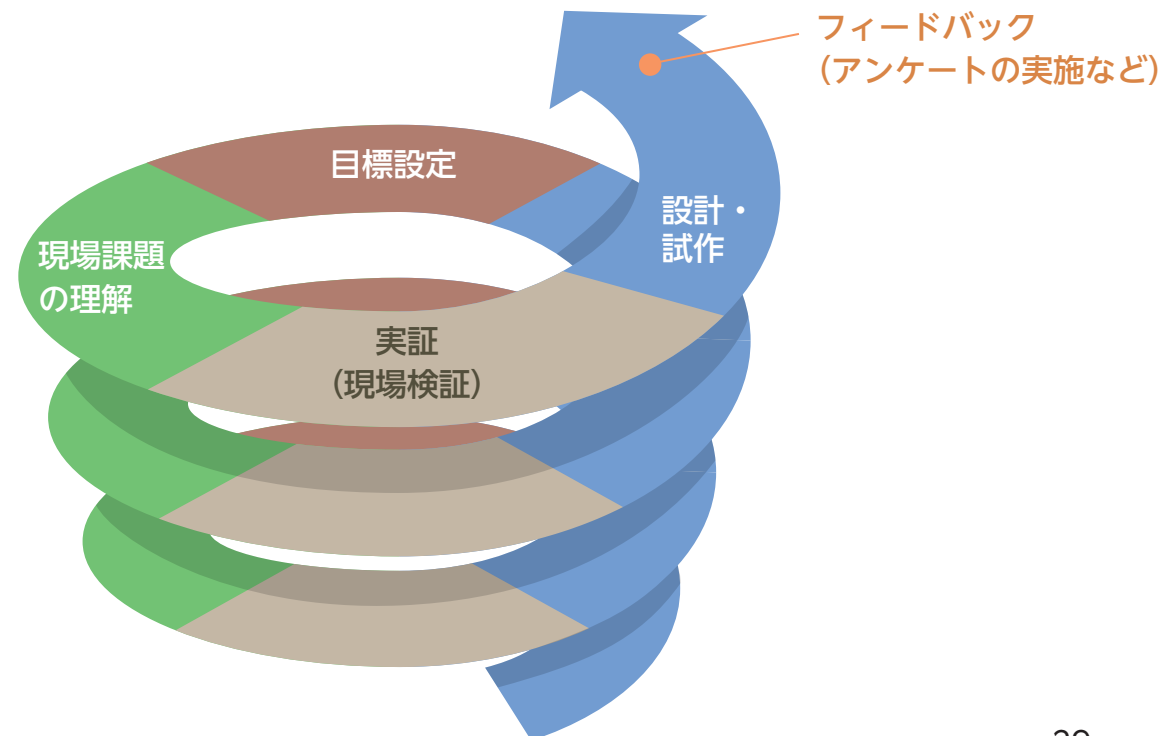 フィードバック
（アンケートの実施など）
目標設定
設計・
試作
現場課題
の理解
実証
（現場検証）